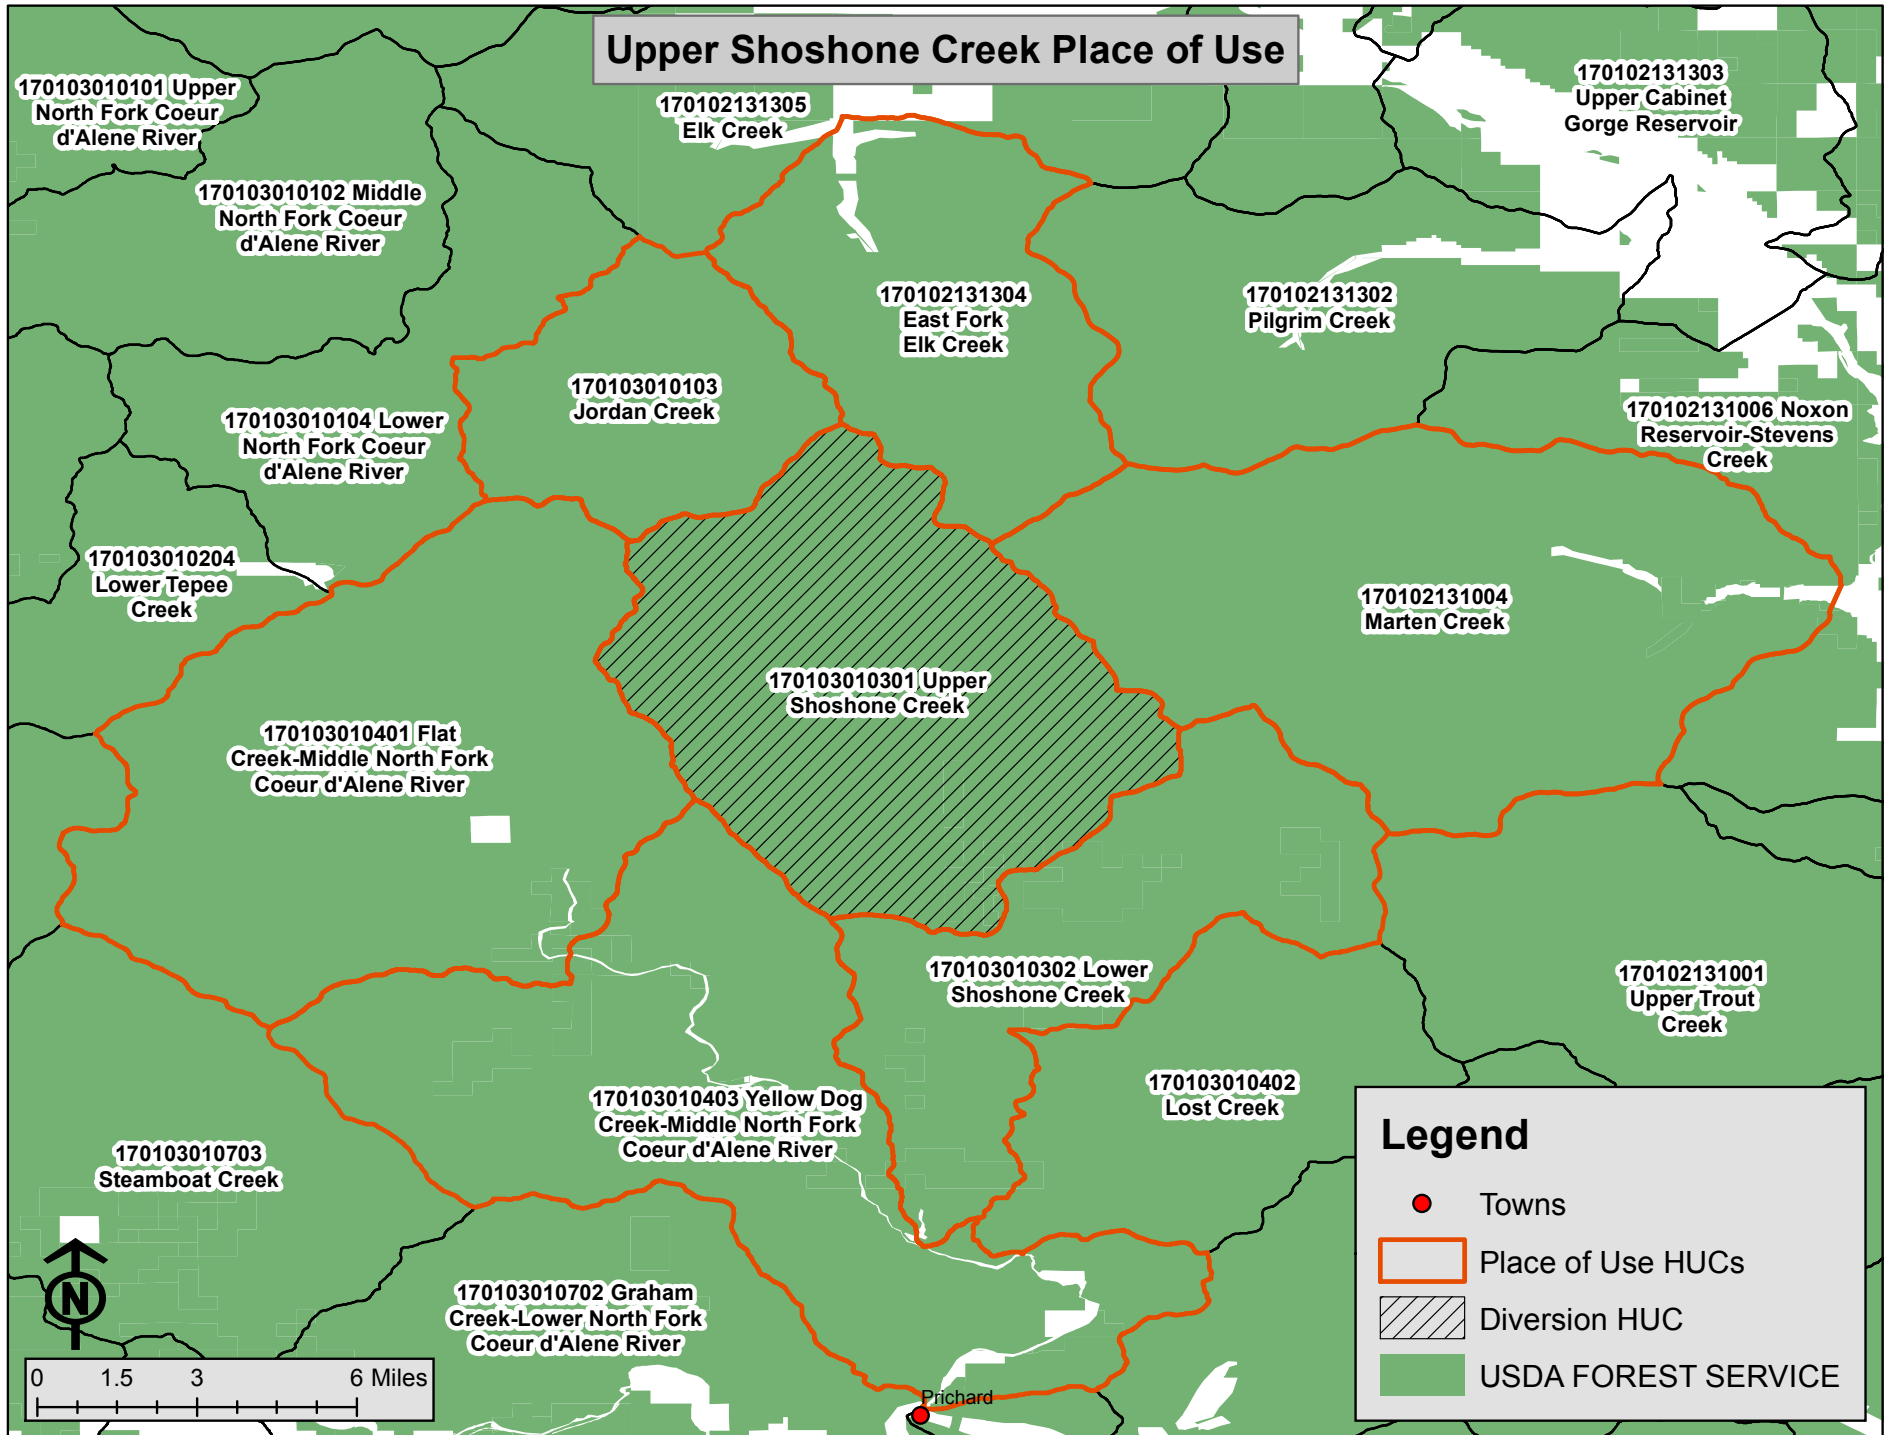 Upper Shoshone Creek Place of Use
170103010101 Upper
North Fork Coeur
d'Alene River
170102131305
Elk Creek
170102131303
Upper Cabinet
Gorge Reservoir
170103010102 Middle
North Fork Coeur
d'Alene River
170102131304
East Fork
Elk Creek
170102131302
Pilgrim Creek
170103010103
Jordan Creek
170103010104 Lower
North Fork Coeur
d'Alene River
170102131006 Noxon
Reservoir-Stevens
Creek
170103010204
Lower Tepee
Creek
170102131004
Marten Creek
170103010301 Upper
Shoshone Creek
170103010401 Flat
Creek-Middle North Fork
Coeur d'Alene River
170103010302 Lower
Shoshone Creek
170102131001
Upper Trout
Creek
170103010402
Lost Creek
170103010403 Yellow Dog
Creek-Middle North Fork
Coeur d'Alene River
170103010703
Steamboat Creek
170103010702 Graham
Creek-Lower North Fork
Coeur d'Alene River
Prichard
N
0 1.5 3 6 Miles
Legend
Towns
Place of Use HUCs
Diversion HUC
USDA FOREST SERVICE